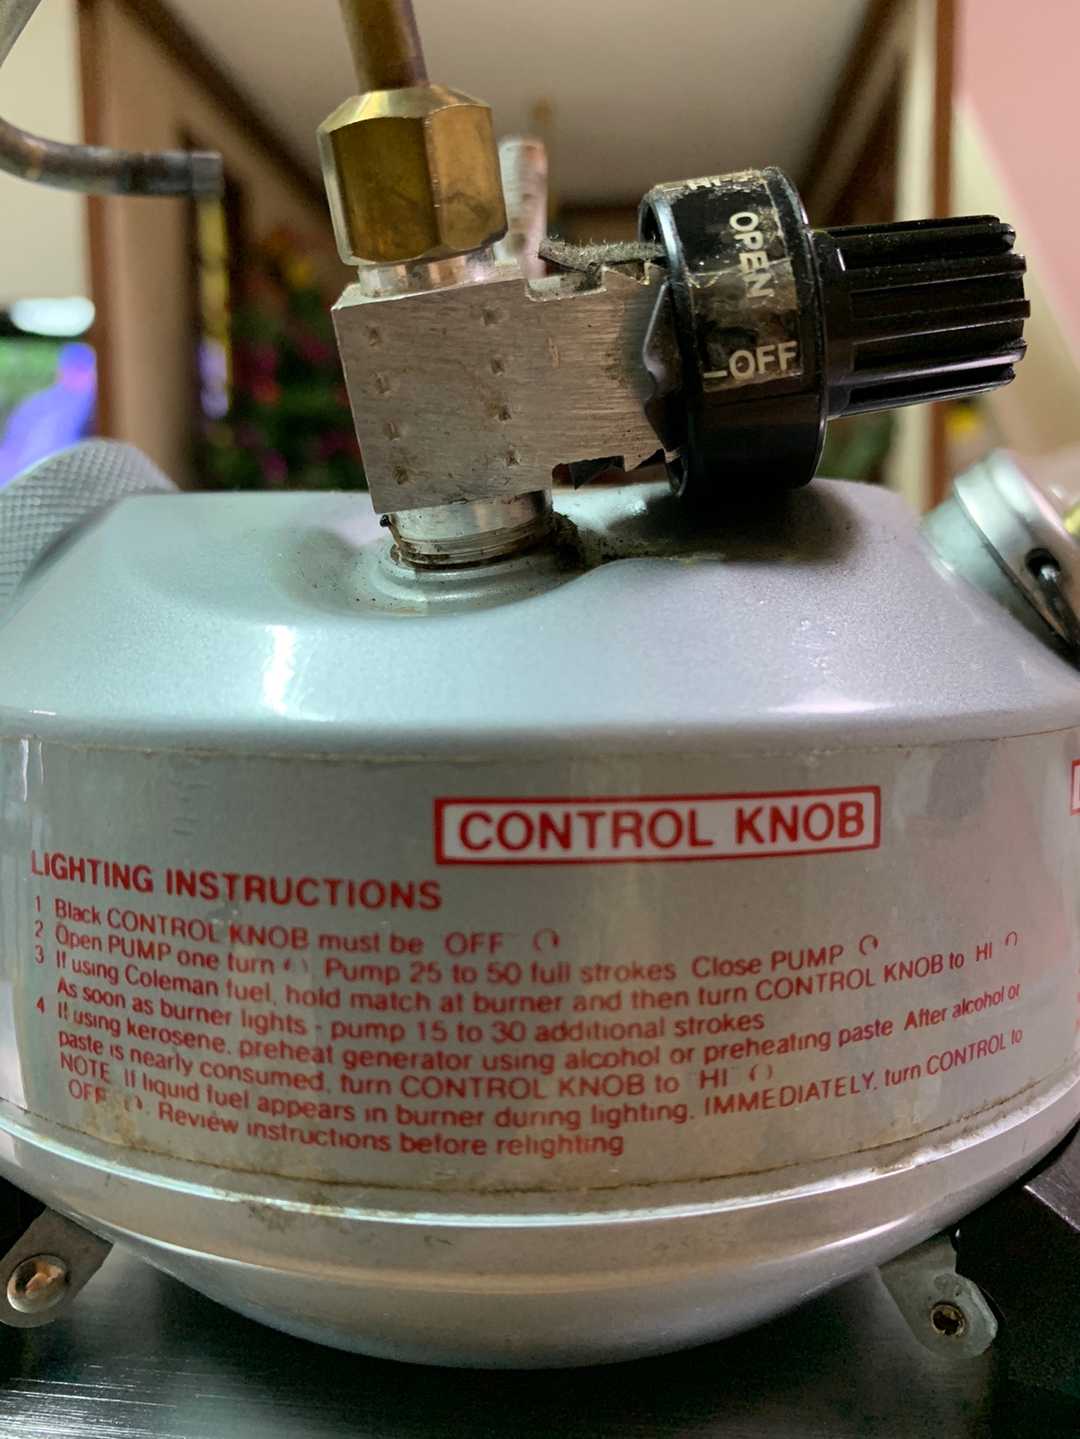 OPEN
OFF
CONTROL KNOB
LIGHTING INSTRUCTIONS
1 Black CONTROL KNOB must be OFF
2 Open PUMP one turn Pump 25 to 50 full strokes Close PUMP
3 If using Coleman fuel, hold match at burner and then turn CONTROL KNOB to HI
As soon as burner lights - pump 15 to 30 additional strokes
4 If using kerosene, preheat generator using alcohol or preheating paste After alcohol or
paste is nearly consumed, turn CONTROL KNOB to HI
NOTE If liquid fuel appears in burner during lighting, IMMEDIATELY, turn CONTROL to
OFF . Review instructions before relighting